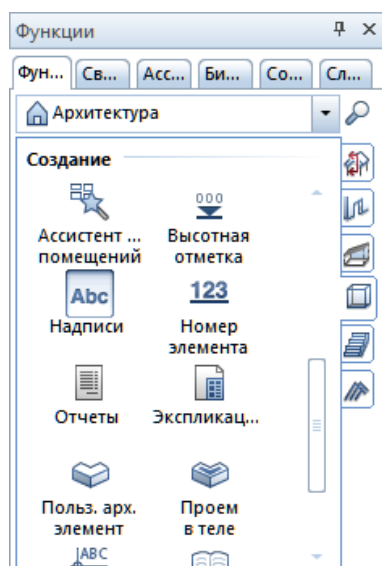 Функции
Фун... Св... Асс... Би... Со... Сл...
Архитектура
Создание
Ассистент ... Высотная
помещений отметка
Abc 123
Надписи Номер
элемента
Отчеты Экспликац...
Польз. арх. Проем
элемент в теле
ABC